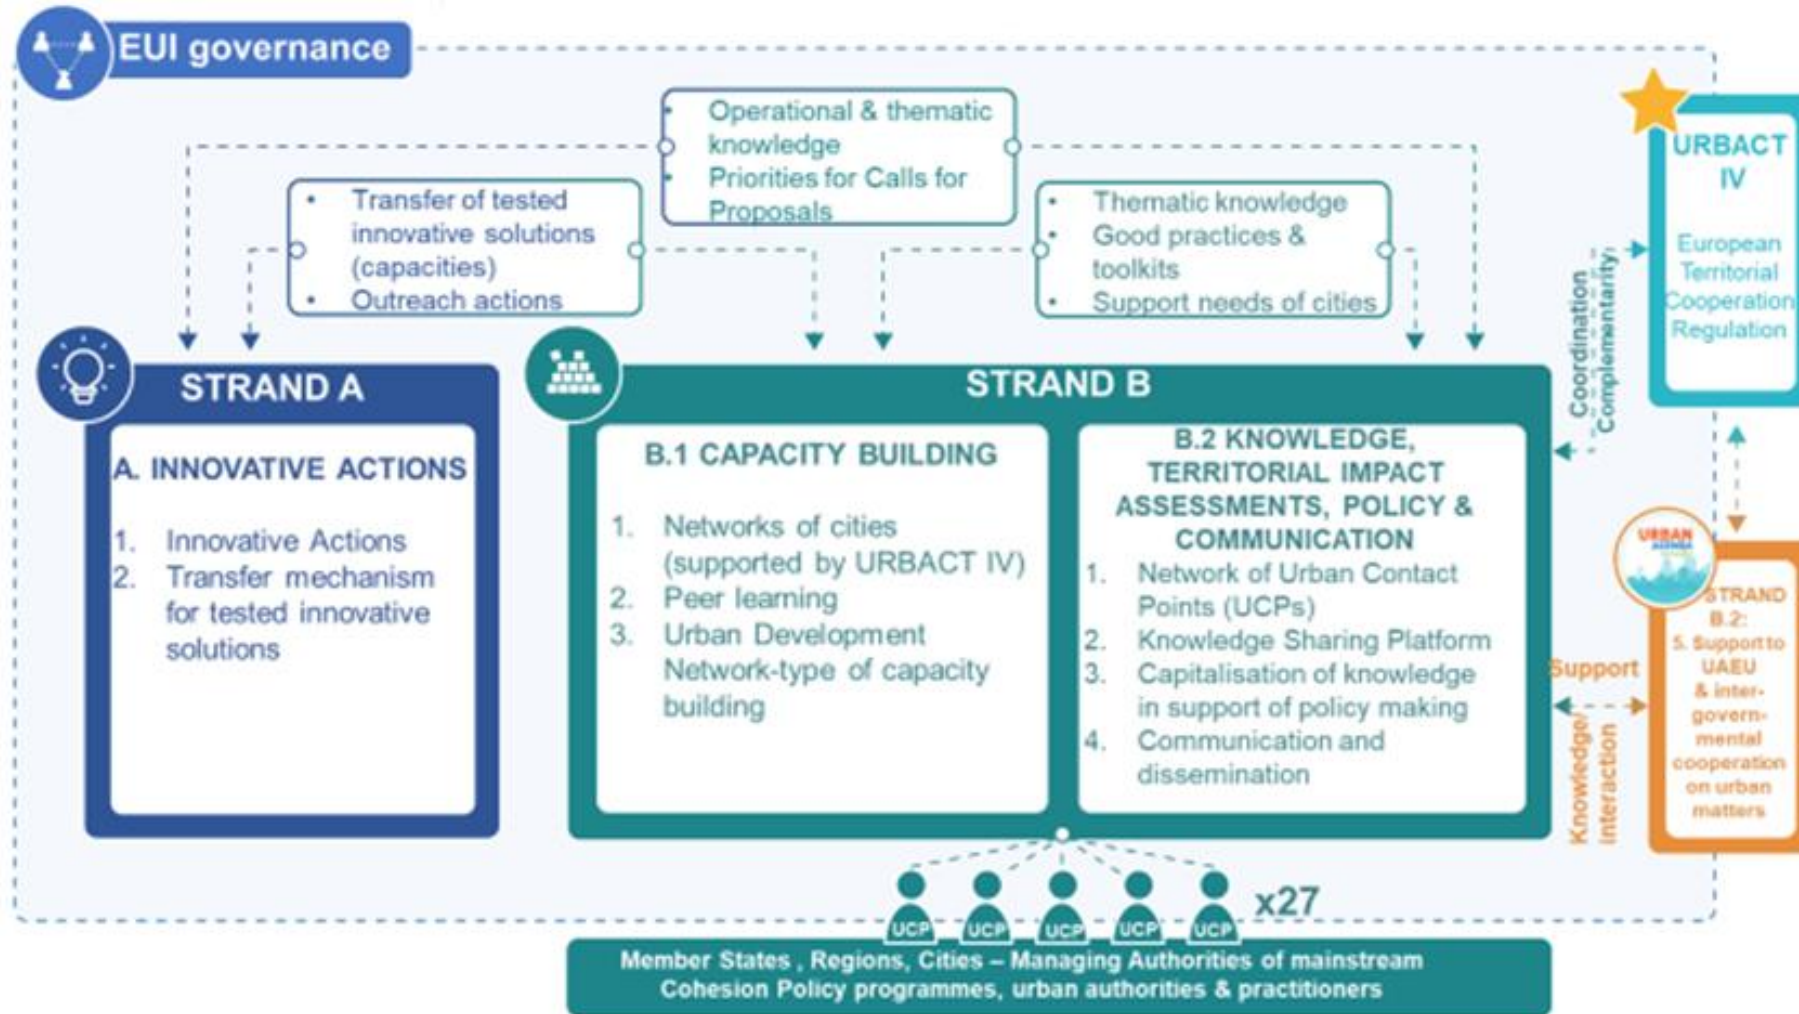 EUI governance
• Operational & thematic
knowledge
• Priorities for Calls for
Proposals
• Transfer of tested
innovative solutions
(capacities)
• Outreach actions
• Thematic knowledge
• Good practices &
toolkits
• Support needs of cities
STRAND A
A. INNOVATIVE ACTIONS
1. Innovative Actions
2. Transfer mechanism
for tested innovative
solutions
STRAND B
B.1 CAPACITY BUILDING
1. Networks of cities
(supported by URBACT IV)
2. Peer learning
3. Urban Development
Network-type of capacity
building
B.2 KNOWLEDGE,
TERRITORIAL IMPACT
ASSESSMENTS, POLICY &
COMMUNICATION
1. Network of Urban Contact
Points (UCPs)
2. Knowledge Sharing Platform
3. Capitalisation of knowledge
in support of policy making
4. Communication and
dissemination
Coordination
Complementarity
URBACT
IV
European
Territorial
Cooperation
Regulation
URBAN
AGENDA
STRAND
B.2:
5. Support to
UAEU
& inter-
govern-
mental
cooperation
on urban
matters
Support
Knowledge/
interaction
UCP
UCP
UCP
UCP
UCP
x27
Member States , Regions, Cities – Managing Authorities of mainstream
Cohesion Policy programmes, urban authorities & practitioners